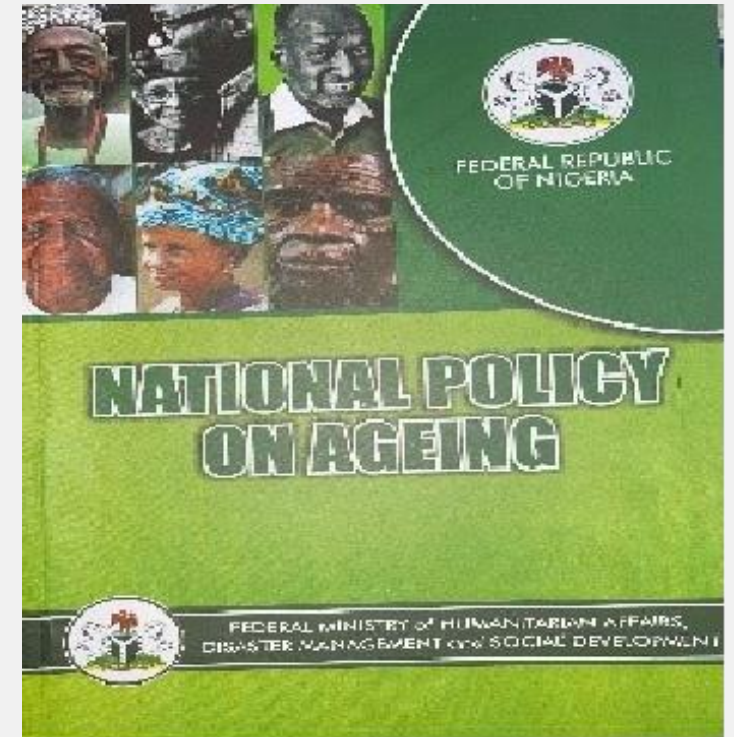 FEDERAL REPUBLIC
OF NIGERIA
NATIONAL POLICY
ON AGEING
FEDERAL MINISTRY of HUMANITARIAN AFFAIRS,
DISASTER MANAGEMENT and SOCIAL DEVELOPMENT